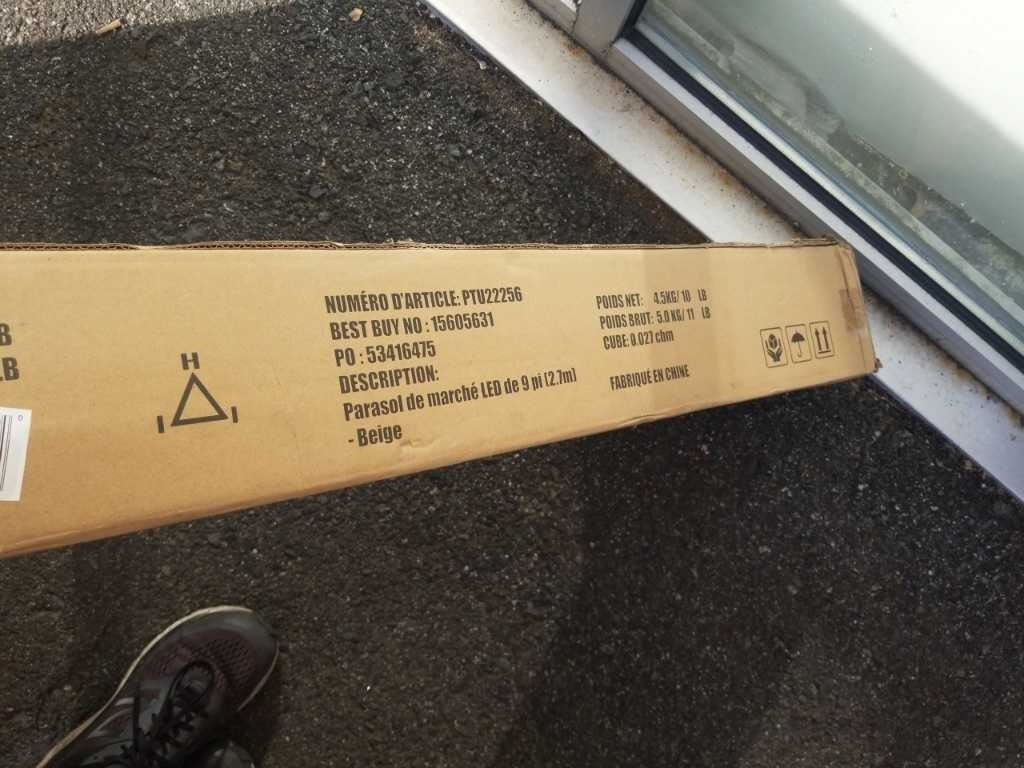 B
LB
H
I I
NUMÉRO D'ARTICLE: PTU22256
BEST BUY NO : 15605631
PO : 53416475
DESCRIPTION:
Parasol de marché LED de 9 pi (2.7m)
- Beige
POIDS NET: 4.5KG/ 10 LB
POIDS BRUT: 5.0 KG/ 11 LB
CUBE: 0.027 cbm
FABRIQUÉ EN CHINE